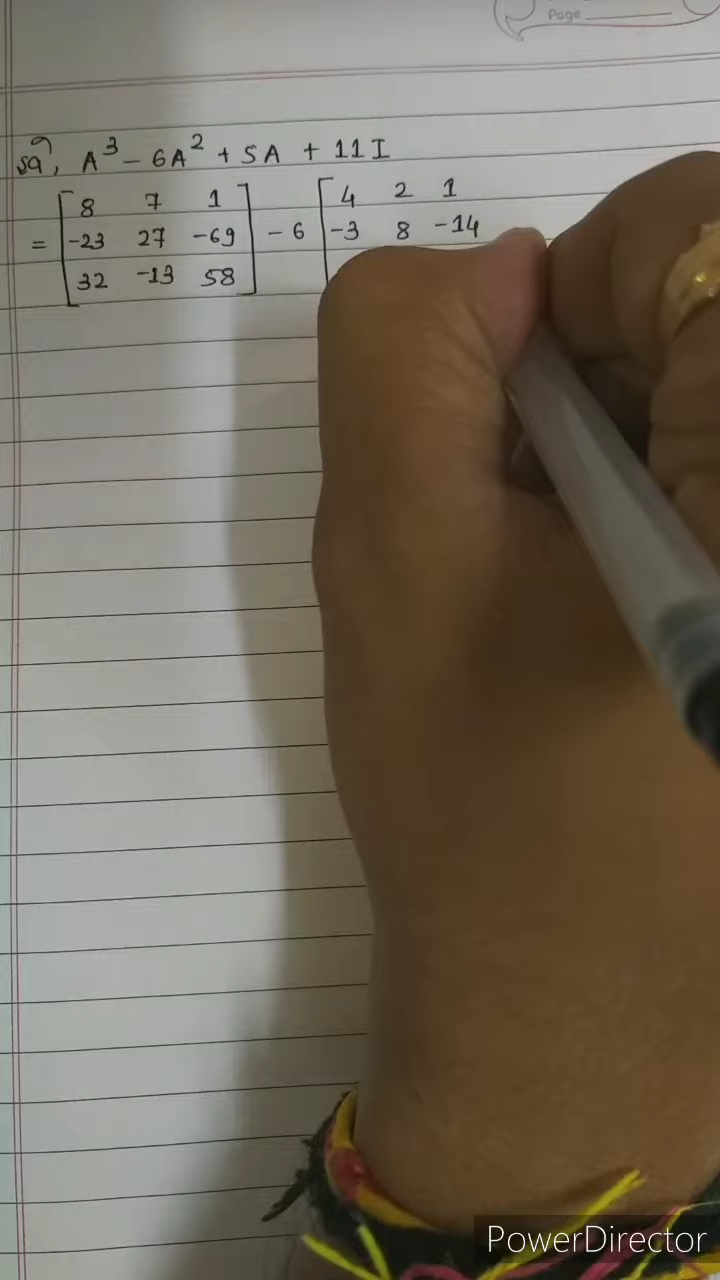 Page
A³ - 6A² + 5A + 11I
= [8 7 1
-23 27 -69
32 -13 58] - 6 [4 2 1
-3 8 -14
PowerDirector